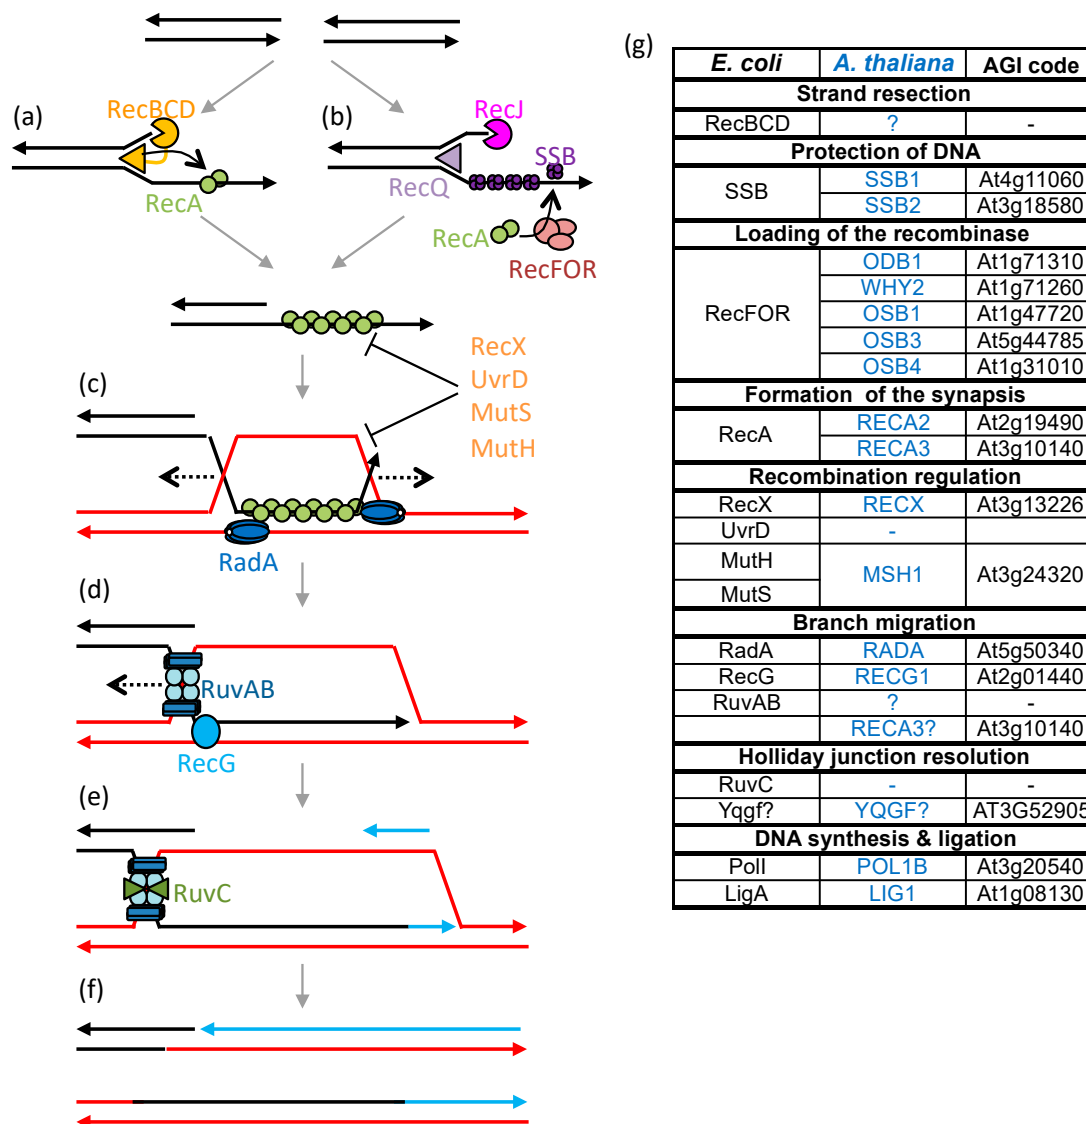 (a)
RecBCD
RecA
(b)
RecJ
SSB
RecQ
RecA
RecFOR
RecX
UvrD
MutS
MutH
(c)
RadA
(d)
RuvAB
RecG
(e)
RuvC
(f)
(g)
E. coli A. thaliana AGI code
Strand resection
RecBCD ? -
Protection of DNA
SSB SSB1 At4g11060
SSB2 At3g18580
Loading of the recombinase
RecFOR ODB1 At1g71310
WHY2 At1g71260
OSB1 At1g47720
OSB3 At5g44785
OSB4 At1g31010
Formation of the synapsis
RecA RECA2 At2g19490
RECA3 At3g10140
Recombination regulation
RecX RECX At3g13226
UvrD -
MutH MSH1 At3g24320
MutS
Branch migration
RadA RADA At5g50340
RecG RECG1 At2g01440
RuvAB ? -
RECA3? At3g10140
Holliday junction resolution
RuvC - -
Yqgf? YQGF? AT3G52905
DNA synthesis & ligation
PolI POL1B At3g20540
LigA LIG1 At1g08130